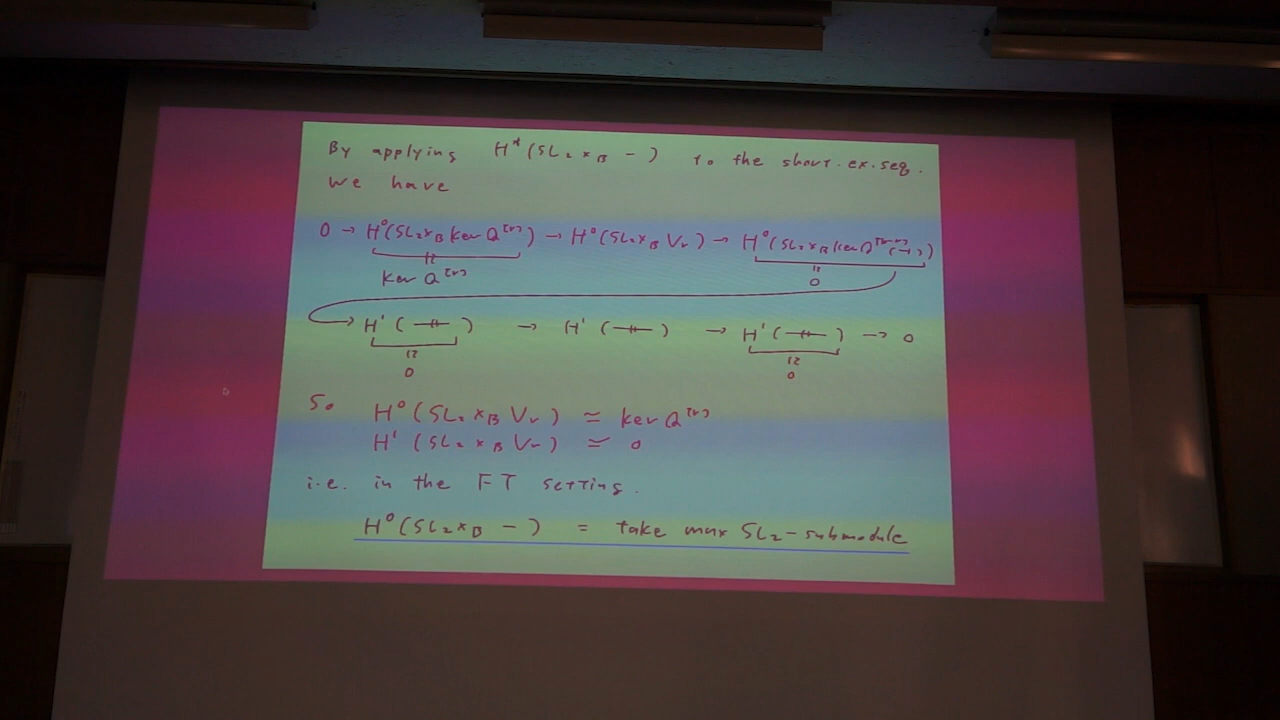 By applying H*(SL₂ ×_B −) to the short. ex. seq.
we have
0 → H⁰(SL₂ ×_B ker Q^[r]) → H⁰(SL₂ ×_B V_r) → H⁰(SL₂ ×_B ker Q (−1))
ker Q^[r] 0
H¹ ( ―〃― ) → H¹ ( ―〃― ) → H¹ ( ―〃― ) → 0
0 0
So H⁰(SL₂ ×_B V_r) ≃ ker Q^[r]
H¹(SL₂ ×_B V_r) ≃ 0
i.e. in the FT setting.
H⁰(SL₂ ×_B −) = take max SL₂-submodule